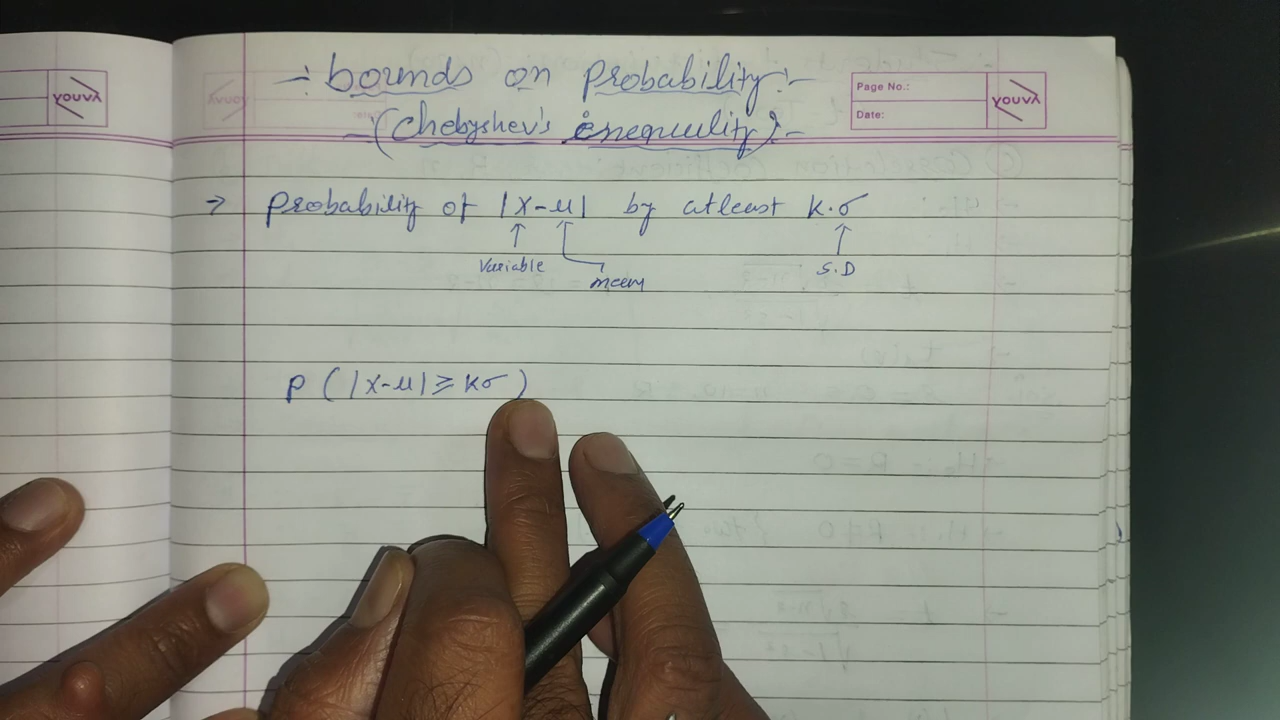 YOUVA
-: bounds on Probability :-
Page No.:
Date:
YOUVA
-(Chebyshev's inequality)-
→ Probability of |X-μ| by atleast K.σ
Variable
mean
S.D
P ( |X-μ| ≥ Kσ )